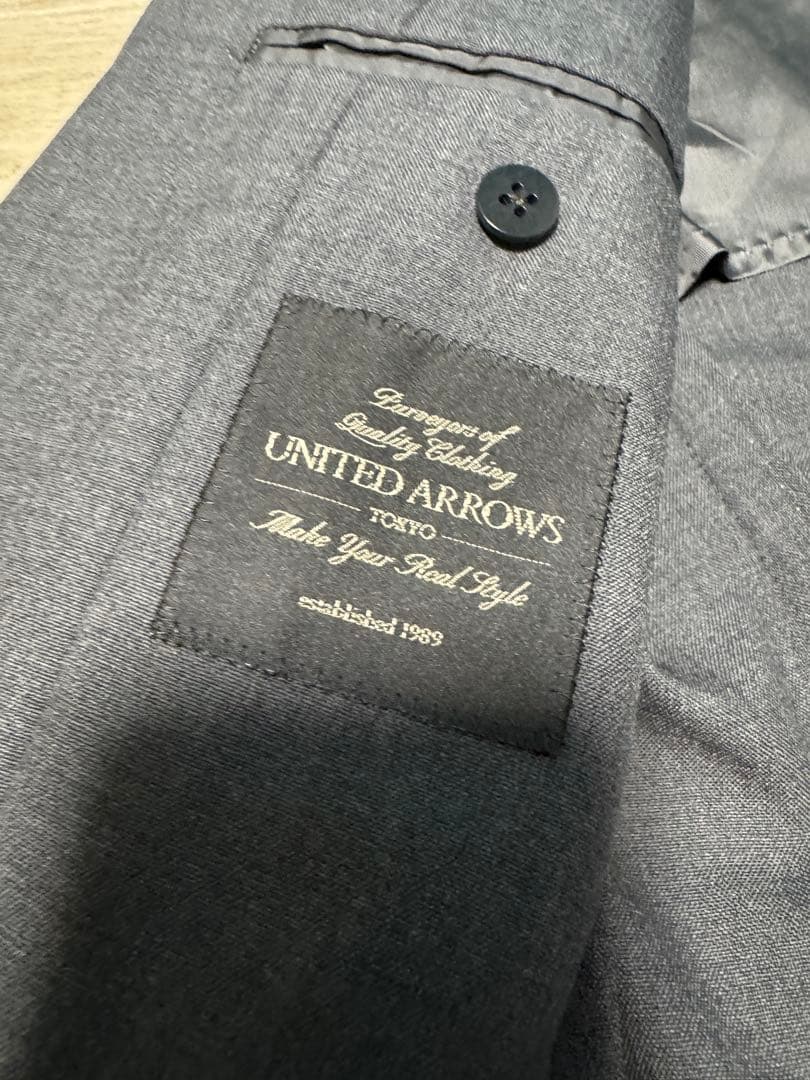 Purveyors of
Quality Clothing
UNITED ARROWS
TOKYO
Make Your Real Style
established 1989